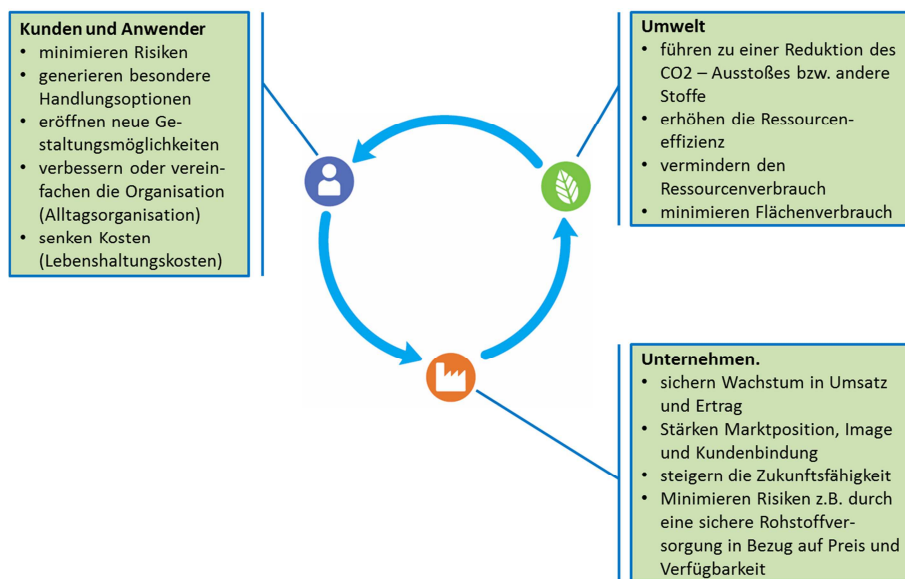 Kunden und Anwender
• minimieren Risiken
• generieren besondere
Handlungsoptionen
• eröffnen neue Ge-
staltungsmöglichkeiten
• verbessern oder verein-
fachen die Organisation
(Alltagsorganisation)
• senken Kosten
(Lebenshaltungskosten)
Umwelt
• führen zu einer Reduktion des
CO2 – Ausstoßes bzw. andere
Stoffe
• erhöhen die Ressourcen-
effizienz
• vermindern den
Ressourcenverbrauch
• minimieren Flächenverbrauch
Unternehmen.
• sichern Wachstum in Umsatz
und Ertrag
• Stärken Marktposition, Image
und Kundenbindung
• steigern die Zukunftsfähigkeit
• Minimieren Risiken z.B. durch
eine sichere Rohstoffver-
sorgung in Bezug auf Preis und
Verfügbarkeit